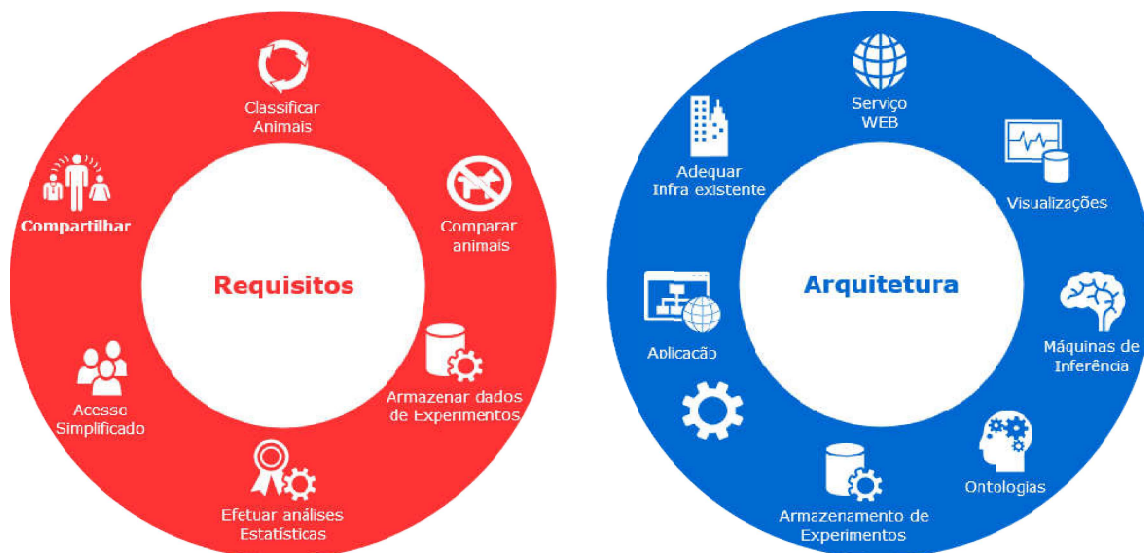 Classificar
Animais
Comparar
animais
Armazenar dados
de Experimentos
Efetuar análises
Estatísticas
Acesso
Simplificado
Compartilhar
Requisitos
Serviço
WEB
Visualizações
Máquinas de
Inferência
Ontologias
Armazenamento de
Experimentos
Aplicação
Adequar
Infra existente
Arquitetura